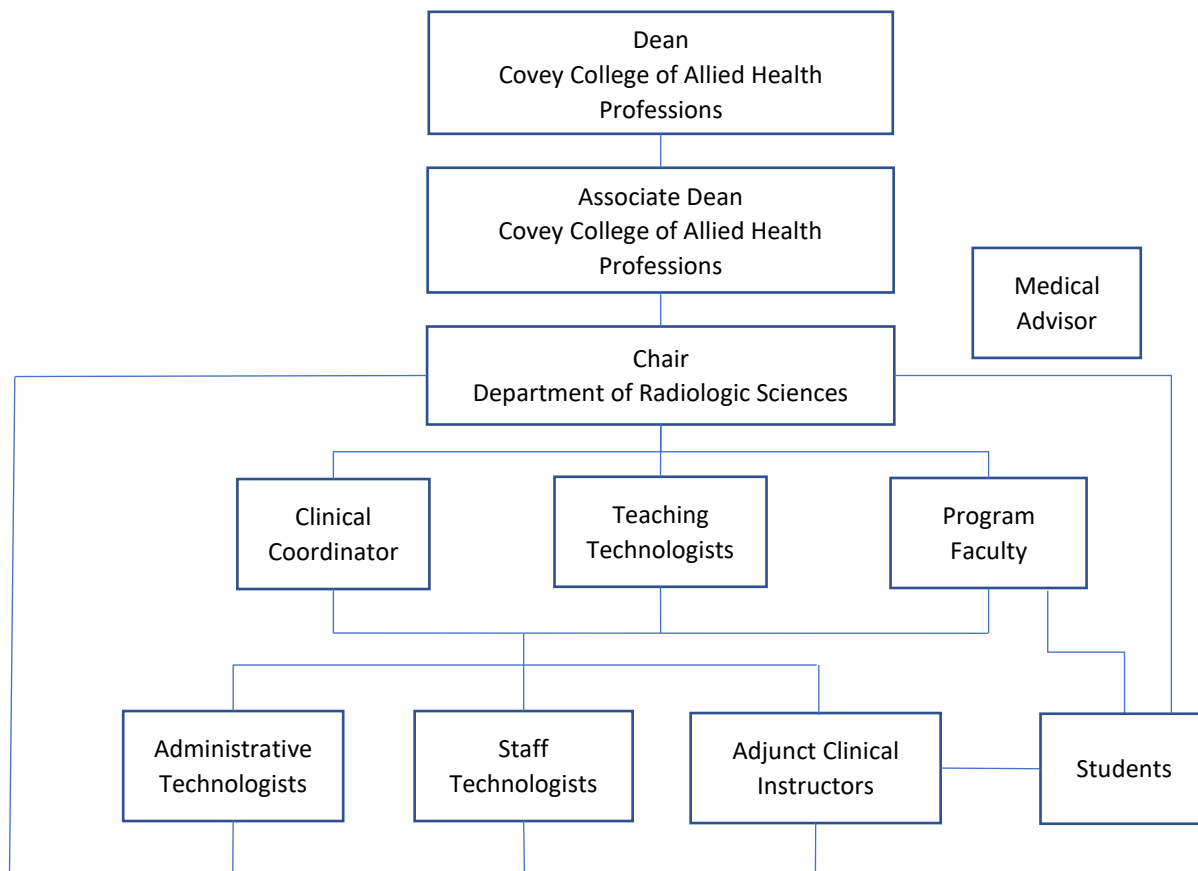 Dean
Covey College of Allied Health
Professions
Associate Dean
Covey College of Allied Health
Professions
Medical
Advisor
Chair
Department of Radiologic Sciences
Clinical
Coordinator
Teaching
Technologists
Program
Faculty
Administrative
Technologists
Staff
Technologists
Adjunct Clinical
Instructors
Students